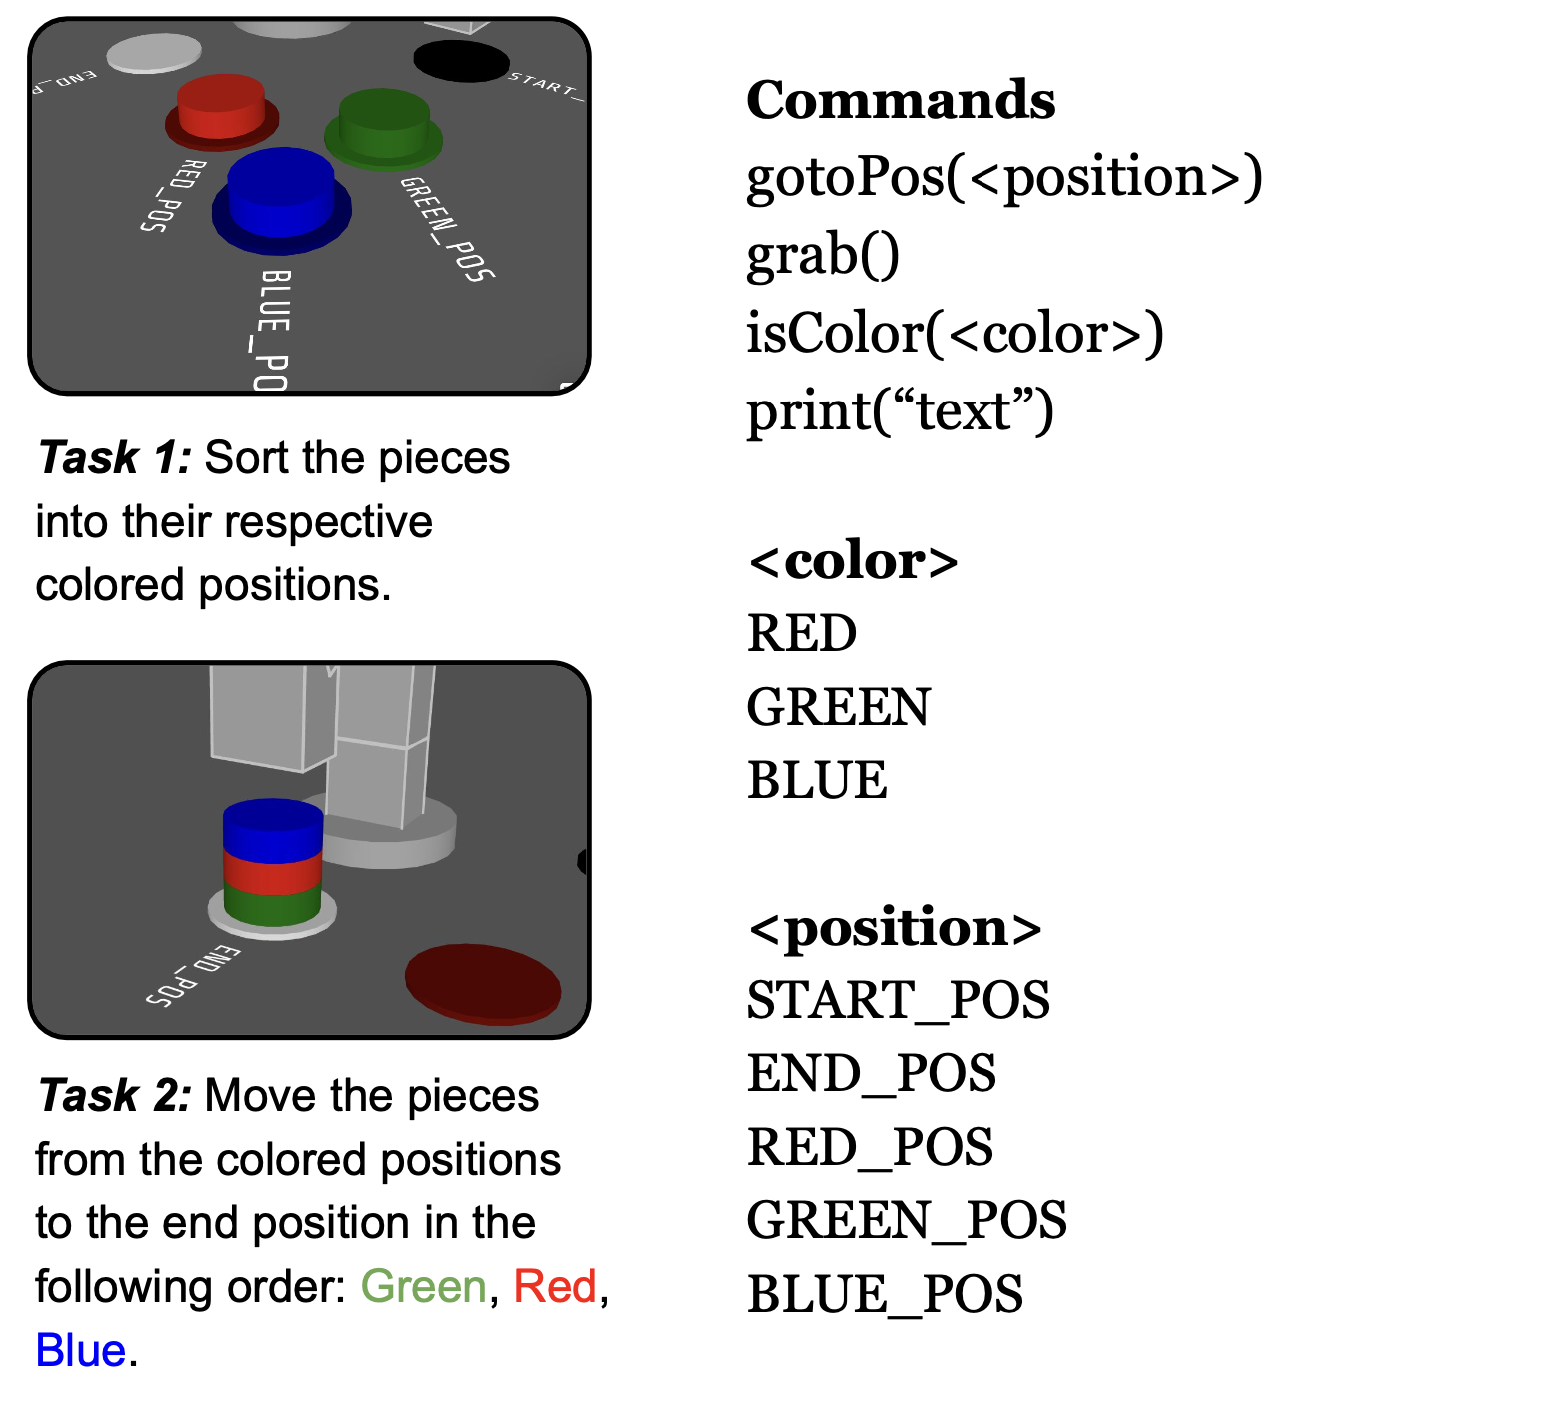 END_P
START_
RED_POS
GREEN_POS
BLUE_PO
Task 1: Sort the pieces
into their respective
colored positions.
END_POS
Task 2: Move the pieces
from the colored positions
to the end position in the
following order: Green, Red,
Blue.
Commands
gotoPos(<position>)
grab()
isColor(<color>)
print(“text”)
<color>
RED
GREEN
BLUE
<position>
START_POS
END_POS
RED_POS
GREEN_POS
BLUE_POS